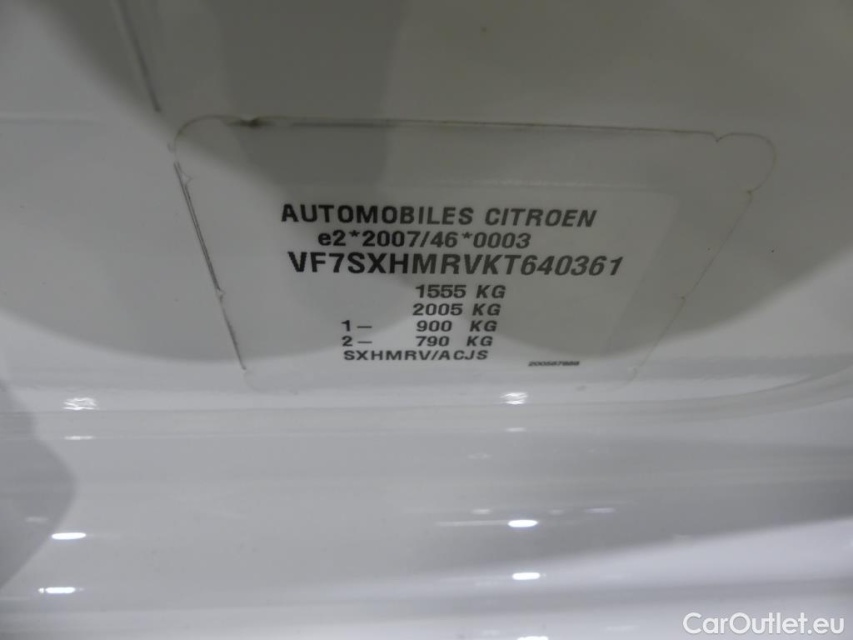 AUTOMOBILES CITROEN
e2*2007/46*0003
VF7SXHMRVKT640361
1555 KG
2005 KG
1– 900 KG
2– 790 KG
SXHMRV/ACJS
CarOutlet.eu